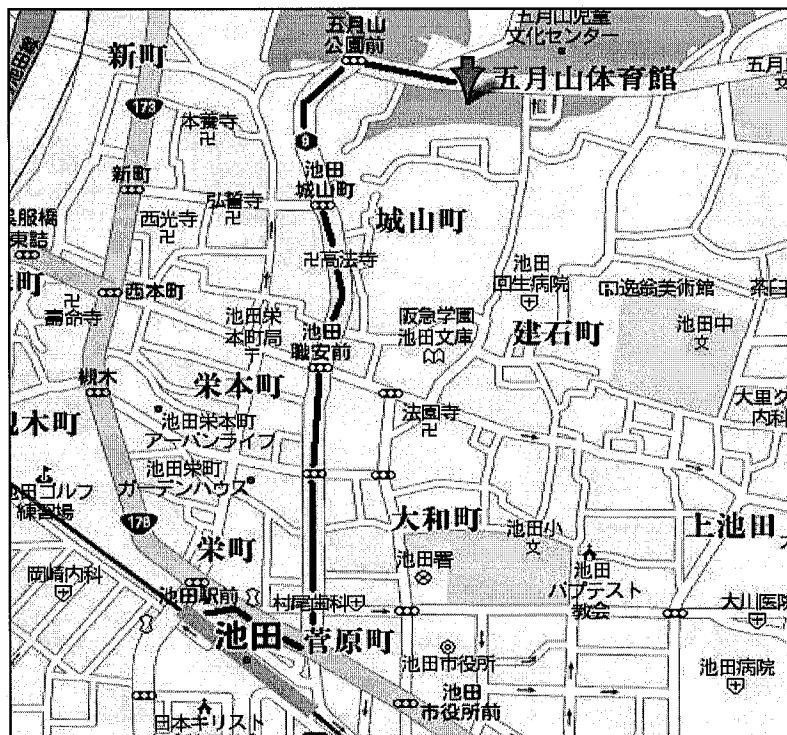 五月山児童
文化センター
五月山
公園前
新町
五月山体育館
五月
173
本養寺
9
池田
城山町
新町
弘誓寺
西光寺
城山町
呉服橋
東詰
高法寺
池田
回生病院
逸翁美術館
茶臼
西本町
壽命寺
池田栄
本町局
池田
職安前
阪急学園
池田文庫
建石町
池田中
槻木
栄本町
法園寺
大里
内科
槻木町
池田栄本町
アーバンライフ
池田栄町
ガーデンハウス
池田ゴルフ
練習場
176
大和町
池田小
上池田
栄町
池田署
池田
バプテスト
教会
岡崎内科
池田駅前
村尾歯科
大川医院
池田
菅原町
池田市役所
池田病院
池田
市役所前
日本キリスト